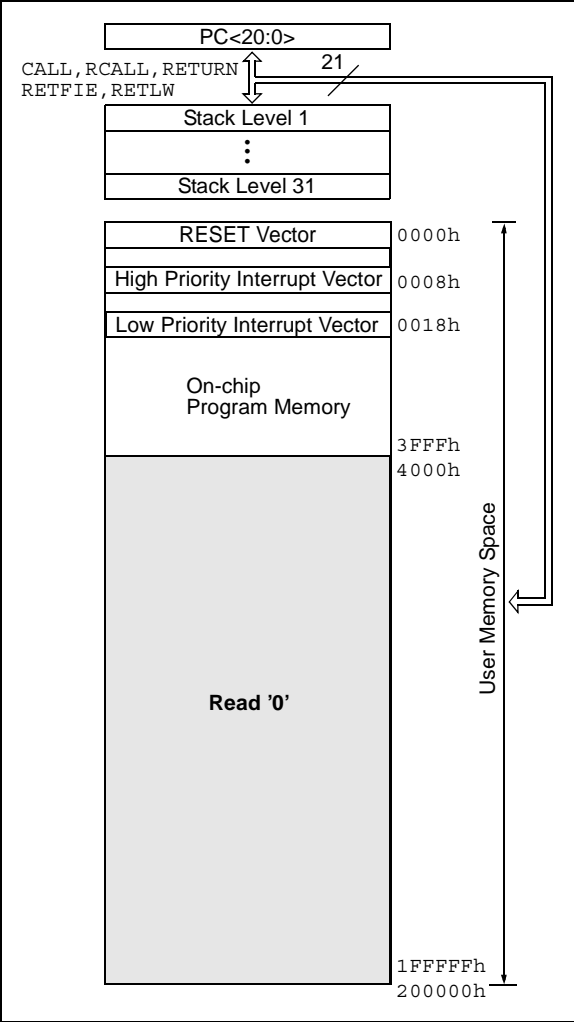 PC<20:0>
CALL,RCALL,RETURN
RETFIE,RETLW
21
Stack Level 1
Stack Level 31
RESET Vector
0000h
High Priority Interrupt Vector
0008h
Low Priority Interrupt Vector
0018h
On-chip
Program Memory
3FFFh
4000h
User Memory Space
Read ’0’
1FFFFFh
200000h